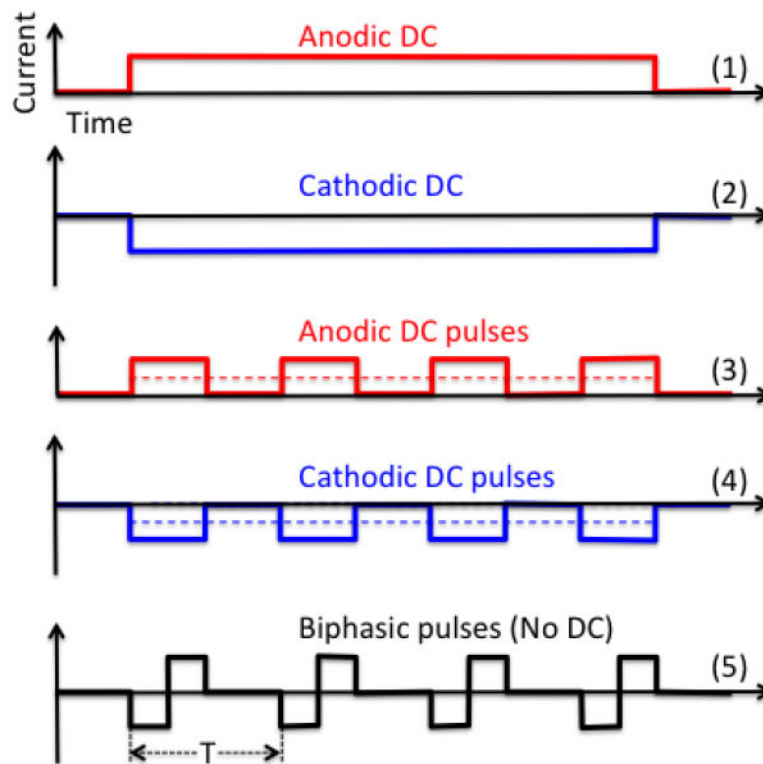 Current
Anodic DC
(1)
Time
Cathodic DC
(2)
Anodic DC pulses
(3)
Cathodic DC pulses
(4)
Biphasic pulses (No DC)
(5)
T